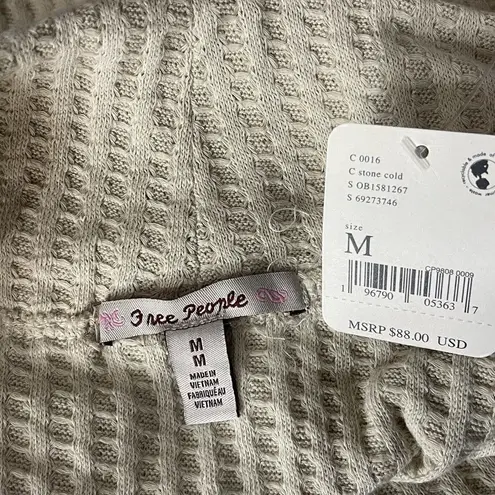 C 0016
C stone cold
S OB1581267
S 69273746
size
M
CP9808 0009
1 96790 05363 7
MSRP $88.00 USD
Free People
M
M
MADE IN
VIETNAM
FABRIQUÉ AU
VIETNAM